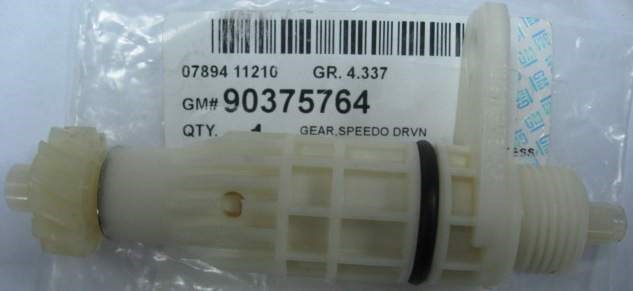 07894 11210 GR. 4.337
GM# 90375764
QTY. 1 GEAR,SPEEDO DRVN